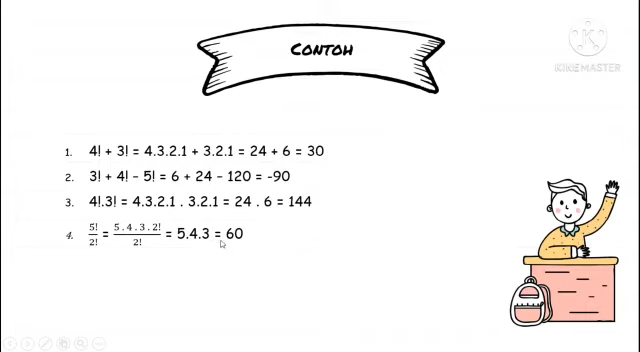 CONTOH
KINEMASTER
1. 4! + 3! = 4.3.2.1 + 3.2.1 = 24 + 6 = 30
2. 3! + 4! – 5! = 6 + 24 – 120 = -90
3. 4!.3! = 4.3.2.1 . 3.2.1 = 24 . 6 = 144
4. 5!/2! = 5 . 4 . 3 . 2!/2! = 5.4.3 = 60